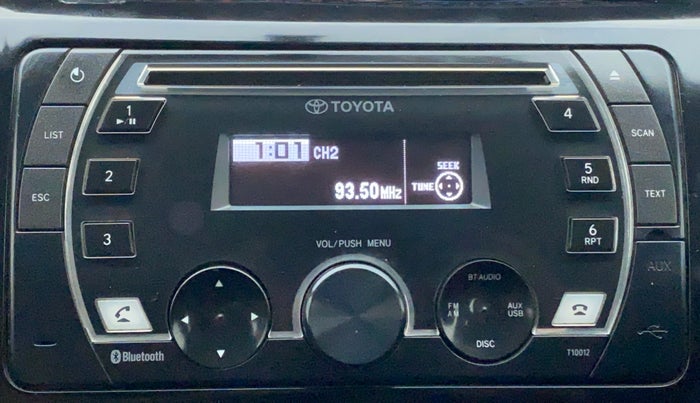 TOYOTA
1
4
LIST
SCAN
1:01 CH2
SEEK
2
5
RND
93.50MHz
TUNE
ESC
TEXT
3
6
RPT
VOL/PUSH MENU
AUX
BT·AUDIO
FM
AM
AUX
USB
DISC
Bluetooth
T10012